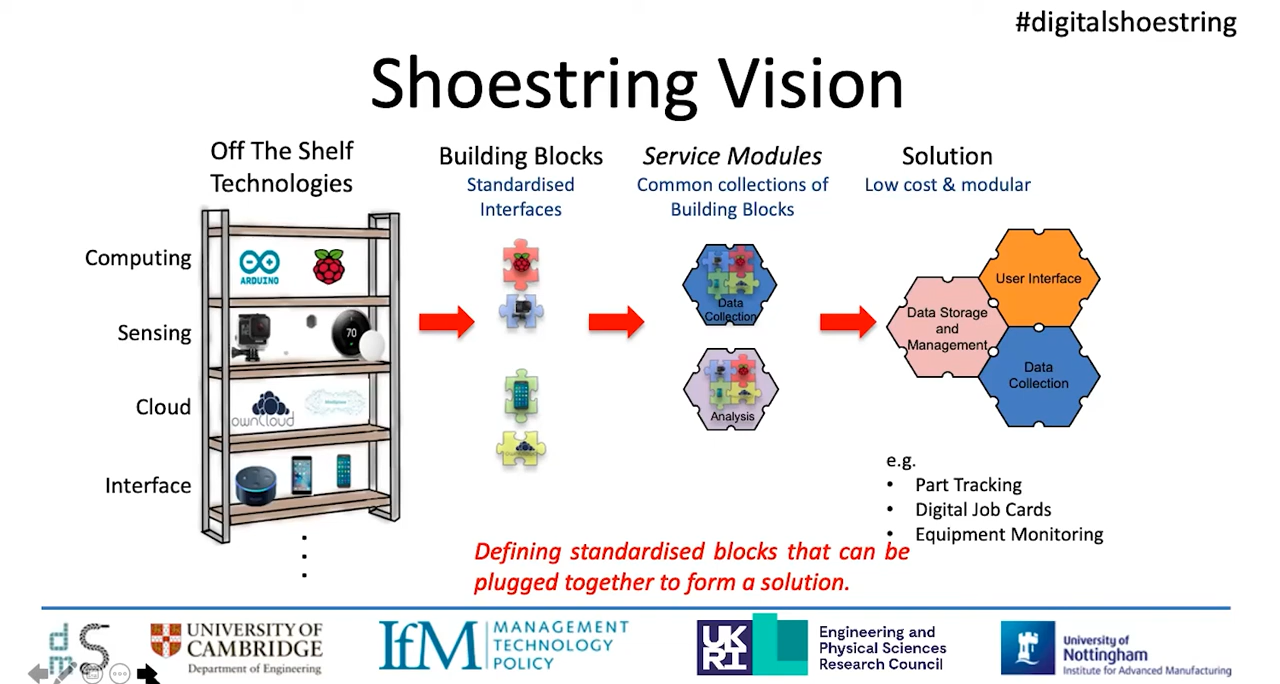 #digitalshoestring
Shoestring Vision
Off The Shelf
Technologies
Building Blocks
Standardised
Interfaces
Service Modules
Common collections of
Building Blocks
Solution
Low cost & modular
Computing
ARDUINO
Sensing
70
Cloud
ownCloud
Interface
Data
Collection
Analysis
User Interface
Data Storage
and
Management
Data
Collection
e.g.
• Part Tracking
• Digital Job Cards
• Equipment Monitoring
Defining standardised blocks that can be
plugged together to form a solution.
d S
m
UNIVERSITY OF
CAMBRIDGE
Department of Engineering
IfM
MANAGEMENT
TECHNOLOGY
POLICY
UK
RI
Engineering and
Physical Sciences
Research Council
University of
Nottingham
Institute for Advanced Manufacturing